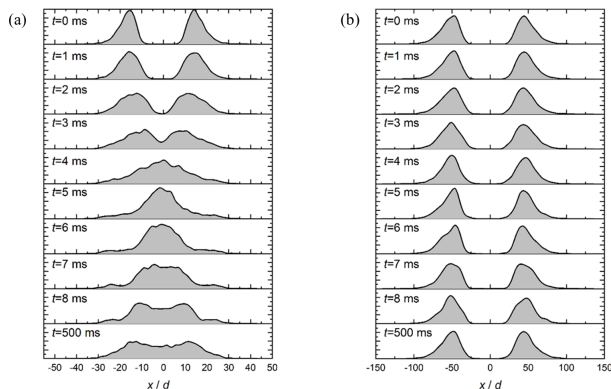 (a)
t=0 ms
t=1 ms
t=2 ms
t=3 ms
t=4 ms
t=5 ms
t=6 ms
t=7 ms
t=8 ms
t=500 ms
-50 -40 -30 -20 -10 0 10 20 30 40 50
x / d
(b)
t=0 ms
t=1 ms
t=2 ms
t=3 ms
t=4 ms
t=5 ms
t=6 ms
t=7 ms
t=8 ms
t=500 ms
-150 -100 -50 0 50 100 150
x / d